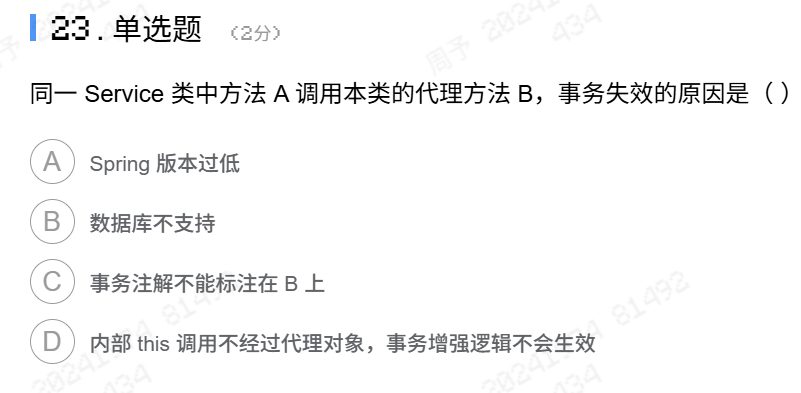 23 . 单选题 （2分）
同一 Service 类中方法 A 调用本类的代理方法 B，事务失效的原因是（ ）
A Spring 版本过低
B 数据库不支持
C 事务注解不能标注在 B 上
D 内部 this 调用不经过代理对象，事务增强逻辑不会生效